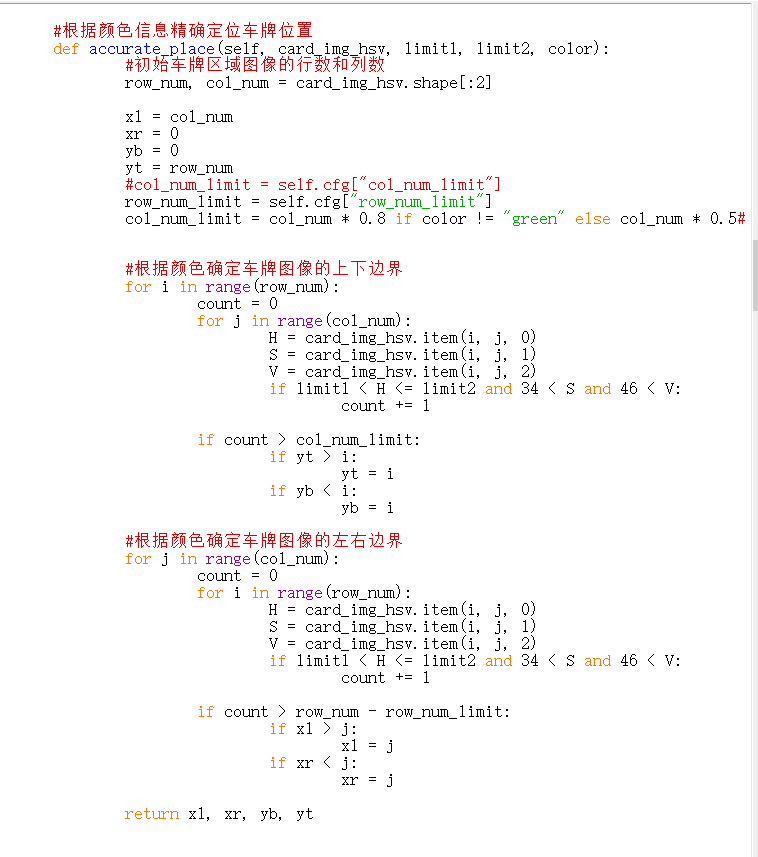 #根据颜色信息精确定位车牌位置
def accurate_place(self, card_img_hsv, limit1, limit2, color):
#初始车牌区域图像的行数和列数
row_num, col_num = card_img_hsv.shape[:2]
xl = col_num
xr = 0
yb = 0
yt = row_num
#col_num_limit = self.cfg["col_num_limit"]
row_num_limit = self.cfg["row_num_limit"]
col_num_limit = col_num * 0.8 if color != "green" else col_num * 0.5#
#根据颜色确定车牌图像的上下边界
for i in range(row_num):
count = 0
for j in range(col_num):
H = card_img_hsv.item(i, j, 0)
S = card_img_hsv.item(i, j, 1)
V = card_img_hsv.item(i, j, 2)
if limit1 < H <= limit2 and 34 < S and 46 < V:
count += 1
if count > col_num_limit:
if yt > i:
yt = i
if yb < i:
yb = i
#根据颜色确定车牌图像的左右边界
for j in range(col_num):
count = 0
for i in range(row_num):
H = card_img_hsv.item(i, j, 0)
S = card_img_hsv.item(i, j, 1)
V = card_img_hsv.item(i, j, 2)
if limit1 < H <= limit2 and 34 < S and 46 < V:
count += 1
if count > row_num - row_num_limit:
if xl > j:
xl = j
if xr < j:
xr = j
return xl, xr, yb, yt